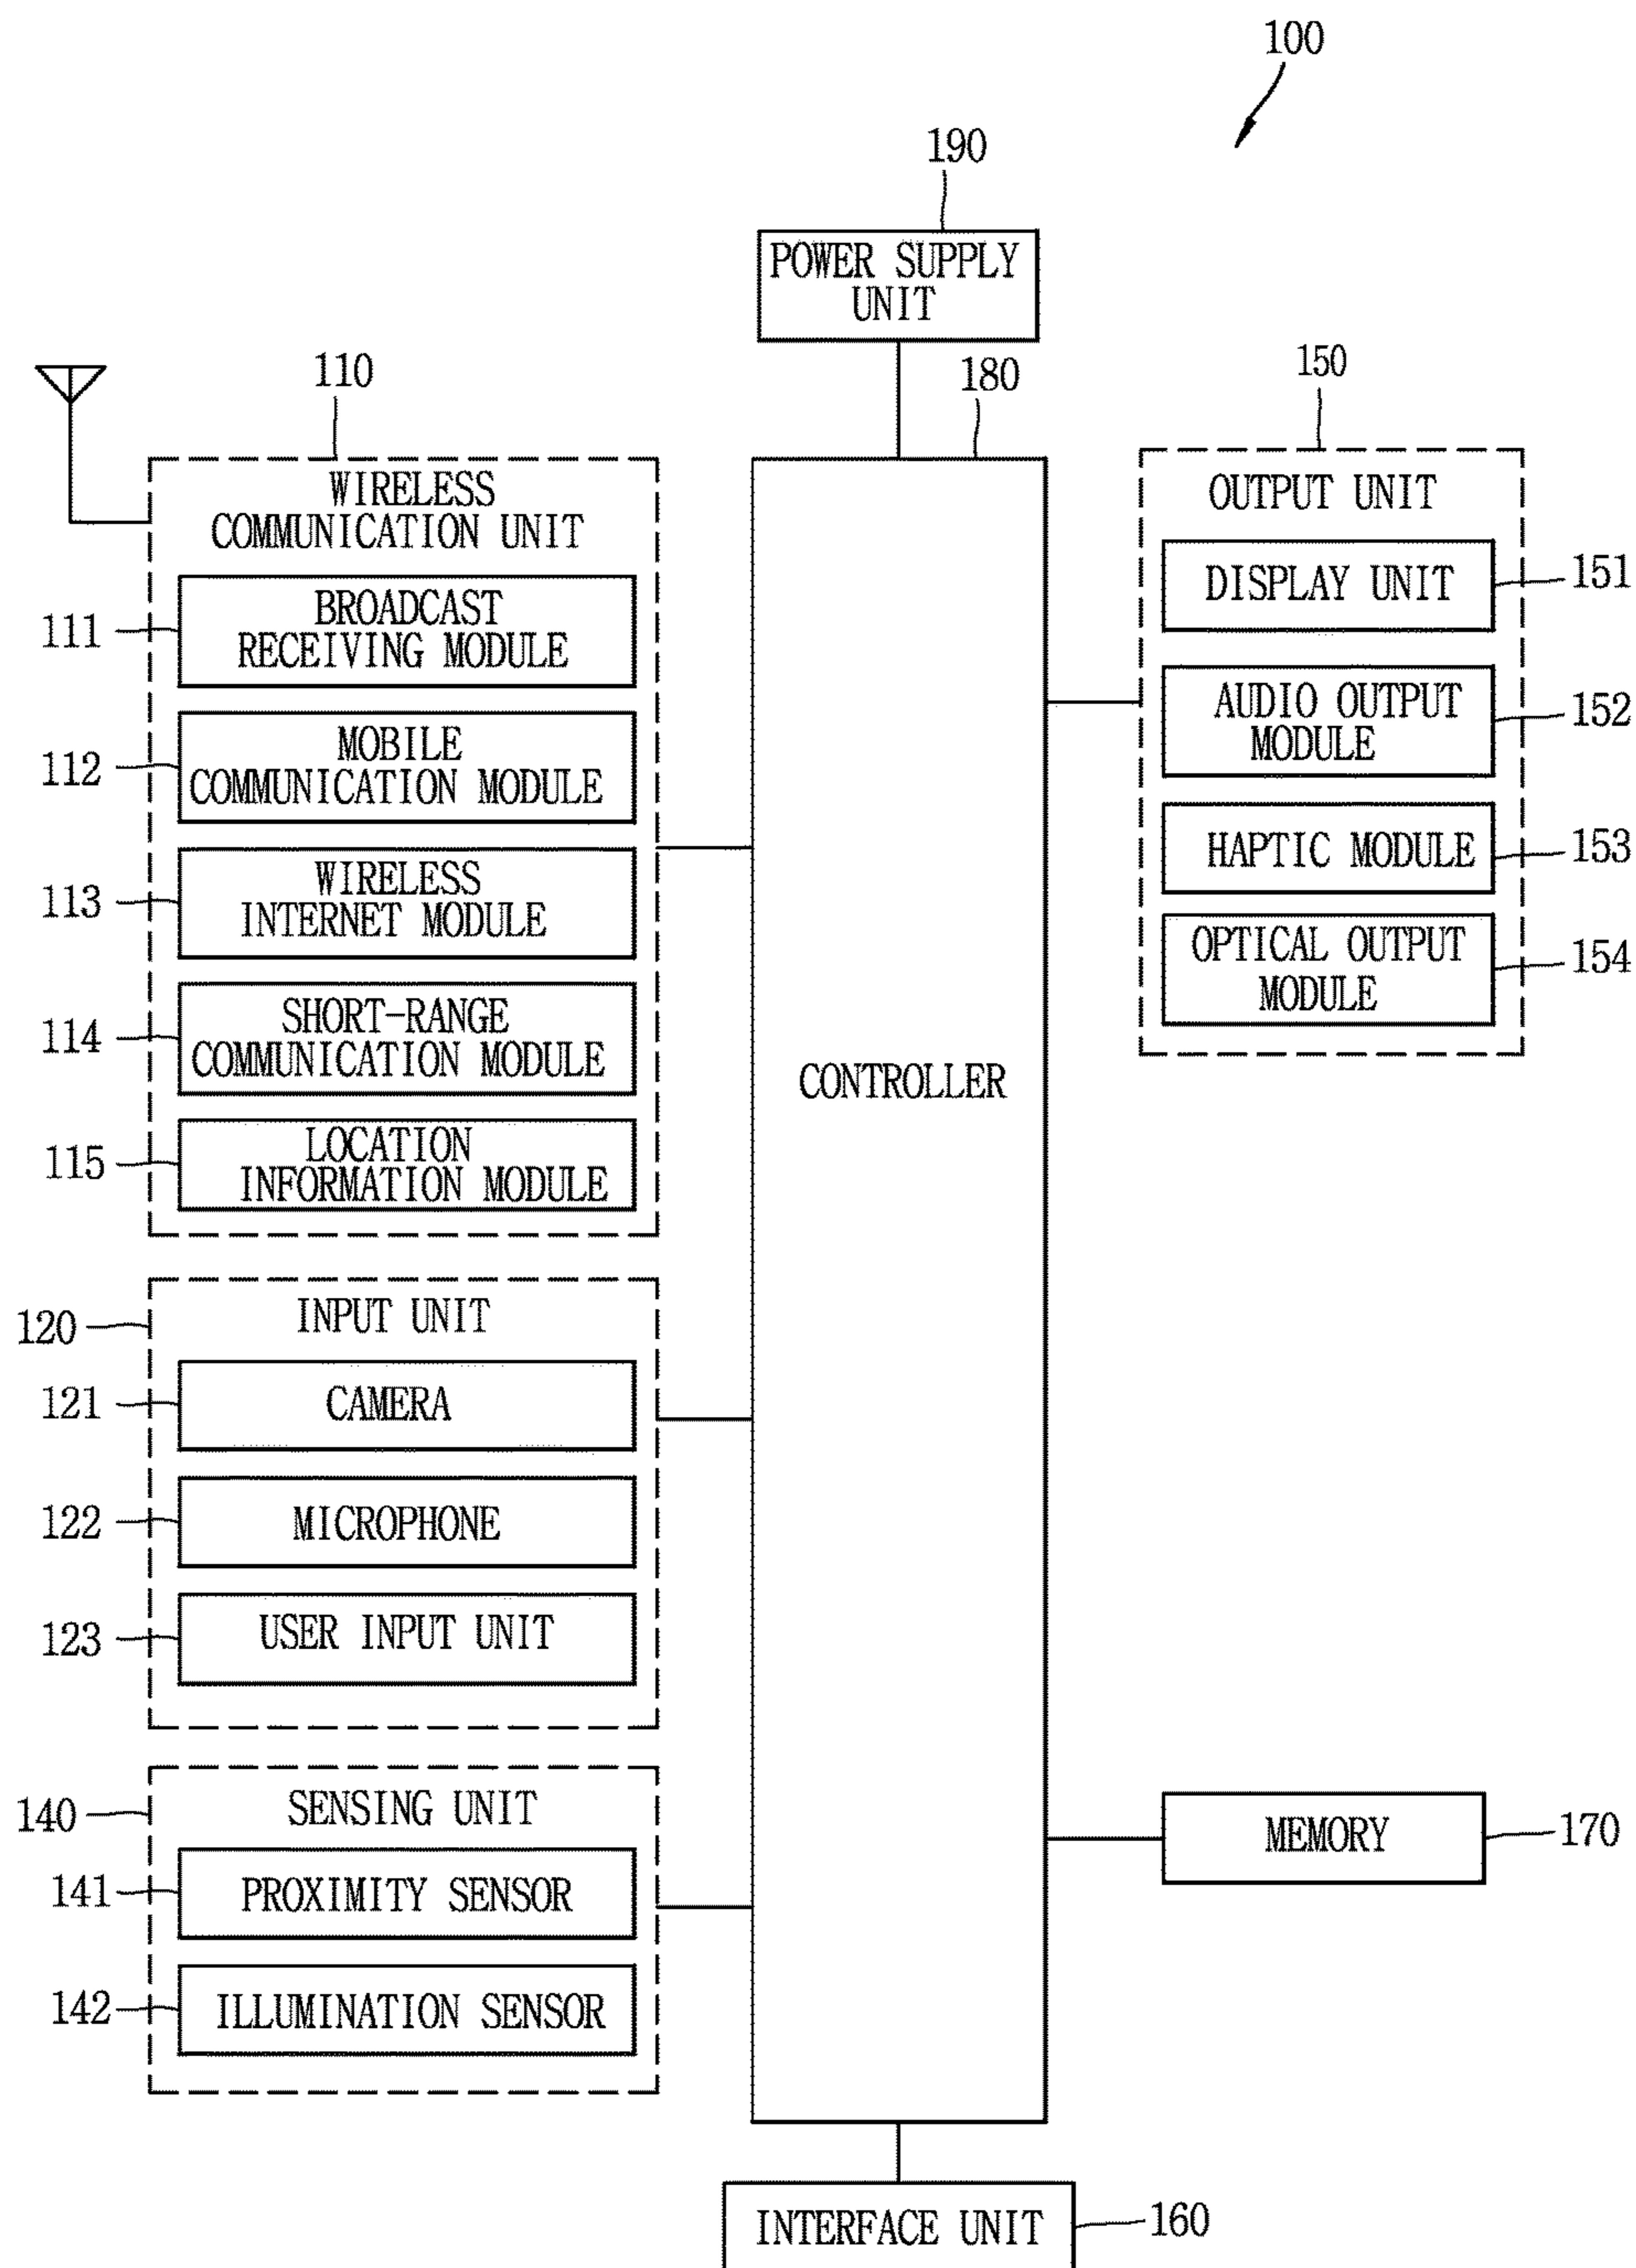 100
190
POWER SUPPLY
UNIT
110
180
150
WIRELESS
COMMUNICATION UNIT
111
BROADCAST
RECEIVING MODULE
112
MOBILE
COMMUNICATION MODULE
113
WIRELESS
INTERNET MODULE
114
SHORT-RANGE
COMMUNICATION MODULE
115
LOCATION
INFORMATION MODULE
120
INPUT UNIT
121
CAMERA
122
MICROPHONE
123
USER INPUT UNIT
140
SENSING UNIT
141
PROXIMITY SENSOR
142
ILLUMINATION SENSOR
CONTROLLER
OUTPUT UNIT
DISPLAY UNIT
151
AUDIO OUTPUT
MODULE
152
HAPTIC MODULE
153
OPTICAL OUTPUT
MODULE
154
MEMORY
170
INTERFACE UNIT
160